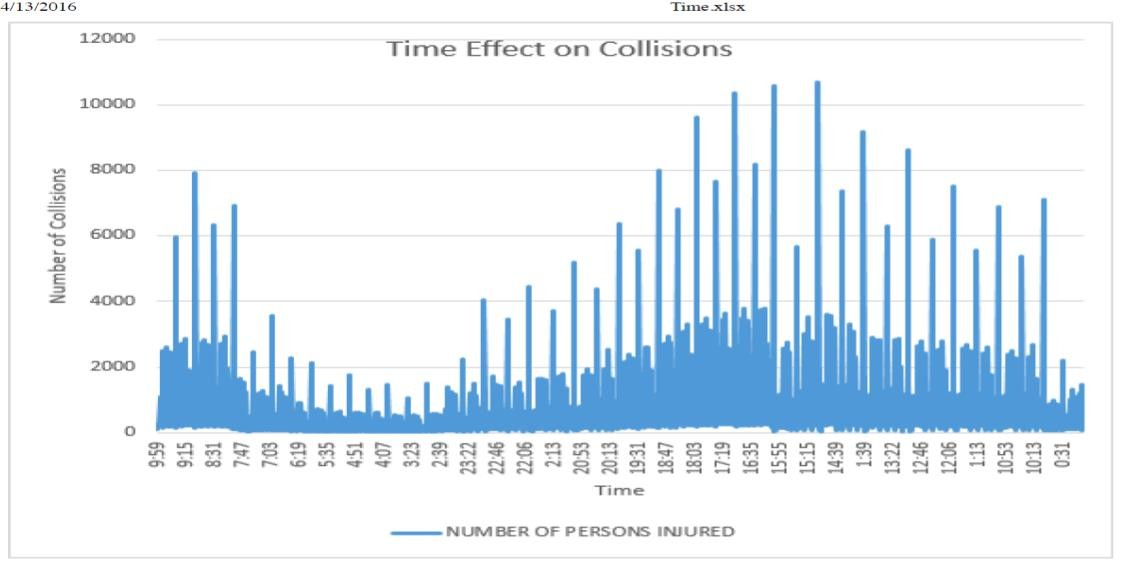 4/13/2016 Time.xlsx
Time Effect on Collisions
12000
10000
8000
6000
4000
2000
0
Number of Collisions
9:59 9:15 8:31 7:47 7:03 6:19 5:35 4:51 4:07 3:23 2:39 23:22 22:46 22:06 2:13 20:53 20:13 19:31 18:47 18:03 17:19 16:35 15:55 15:15 14:39 1:39 13:22 12:46 12:06 1:13 10:53 10:13 0:31
Time
NUMBER OF PERSONS INJURED